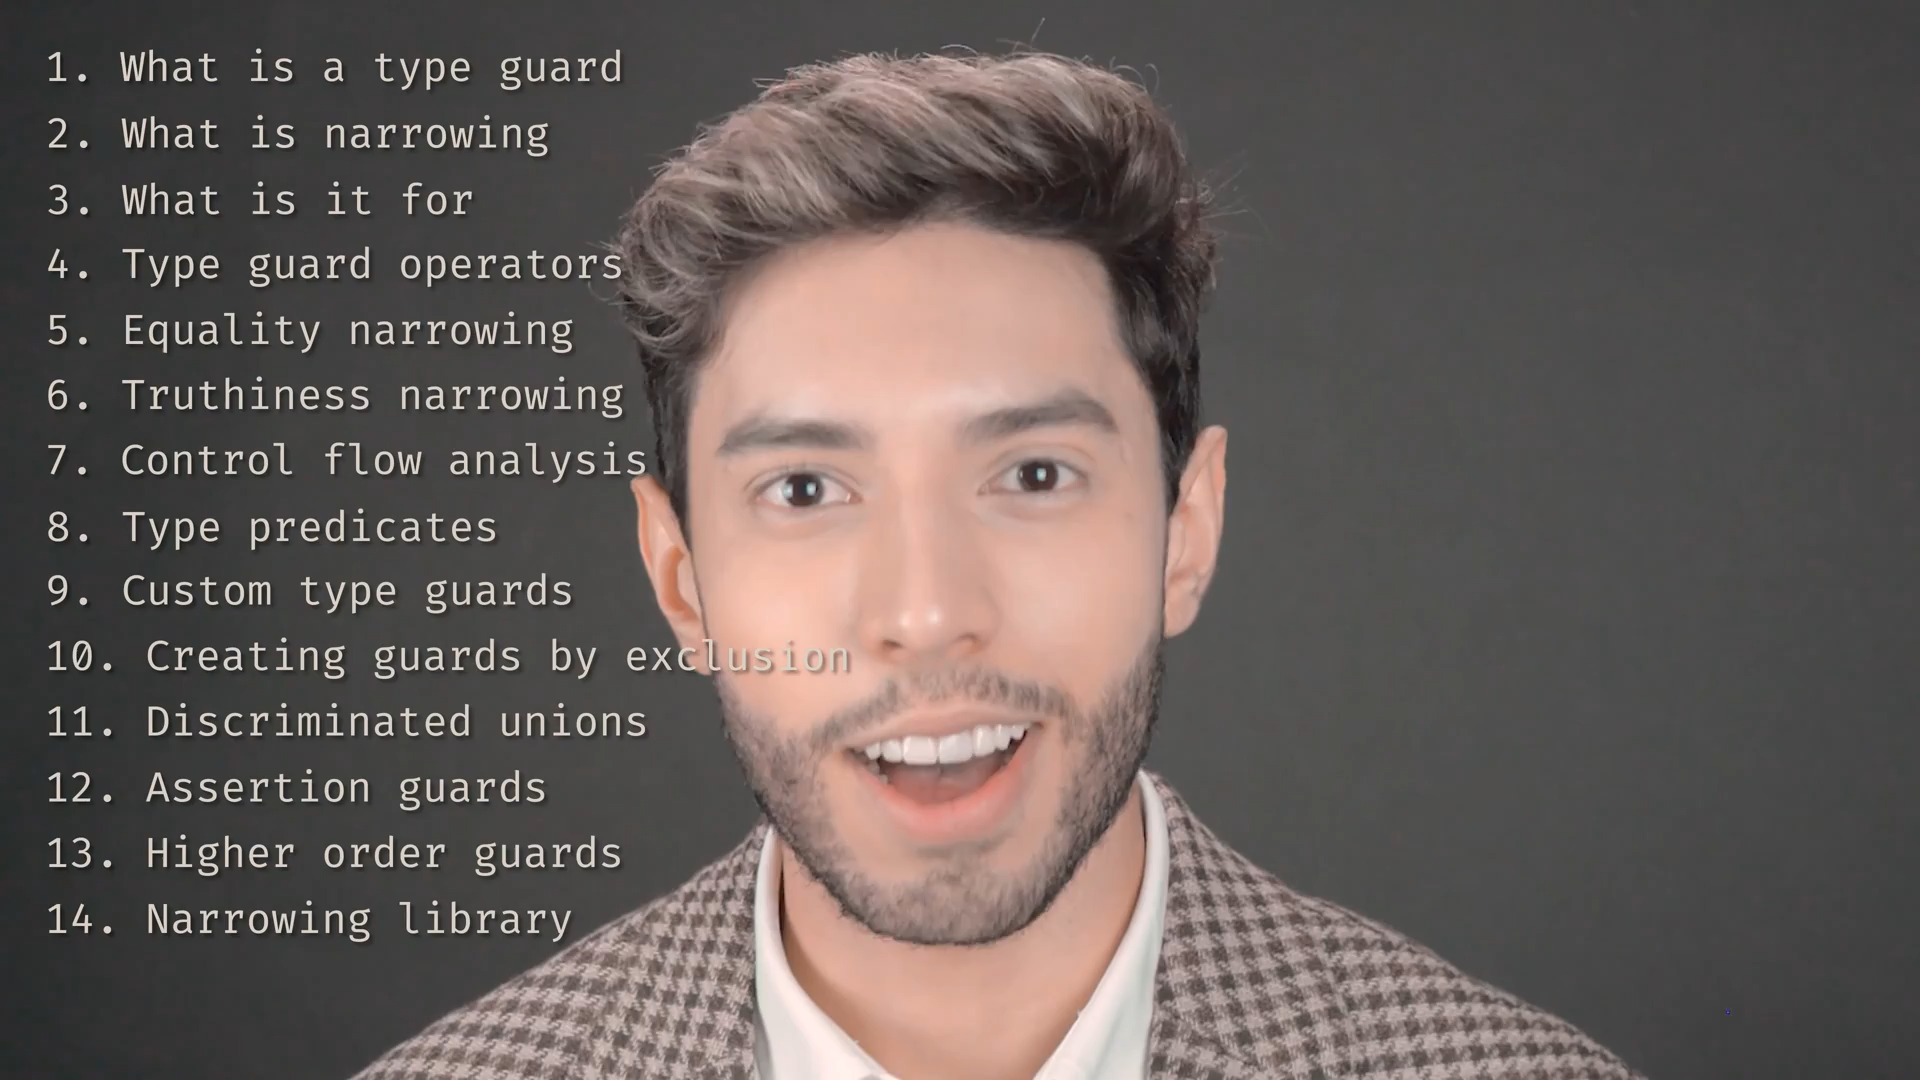 1. What is a type guard
2. What is narrowing
3. What is it for
4. Type guard operators
5. Equality narrowing
6. Truthiness narrowing
7. Control flow analysis
8. Type predicates
9. Custom type guards
10. Creating guards by exclusion
11. Discriminated unions
12. Assertion guards
13. Higher order guards
14. Narrowing library